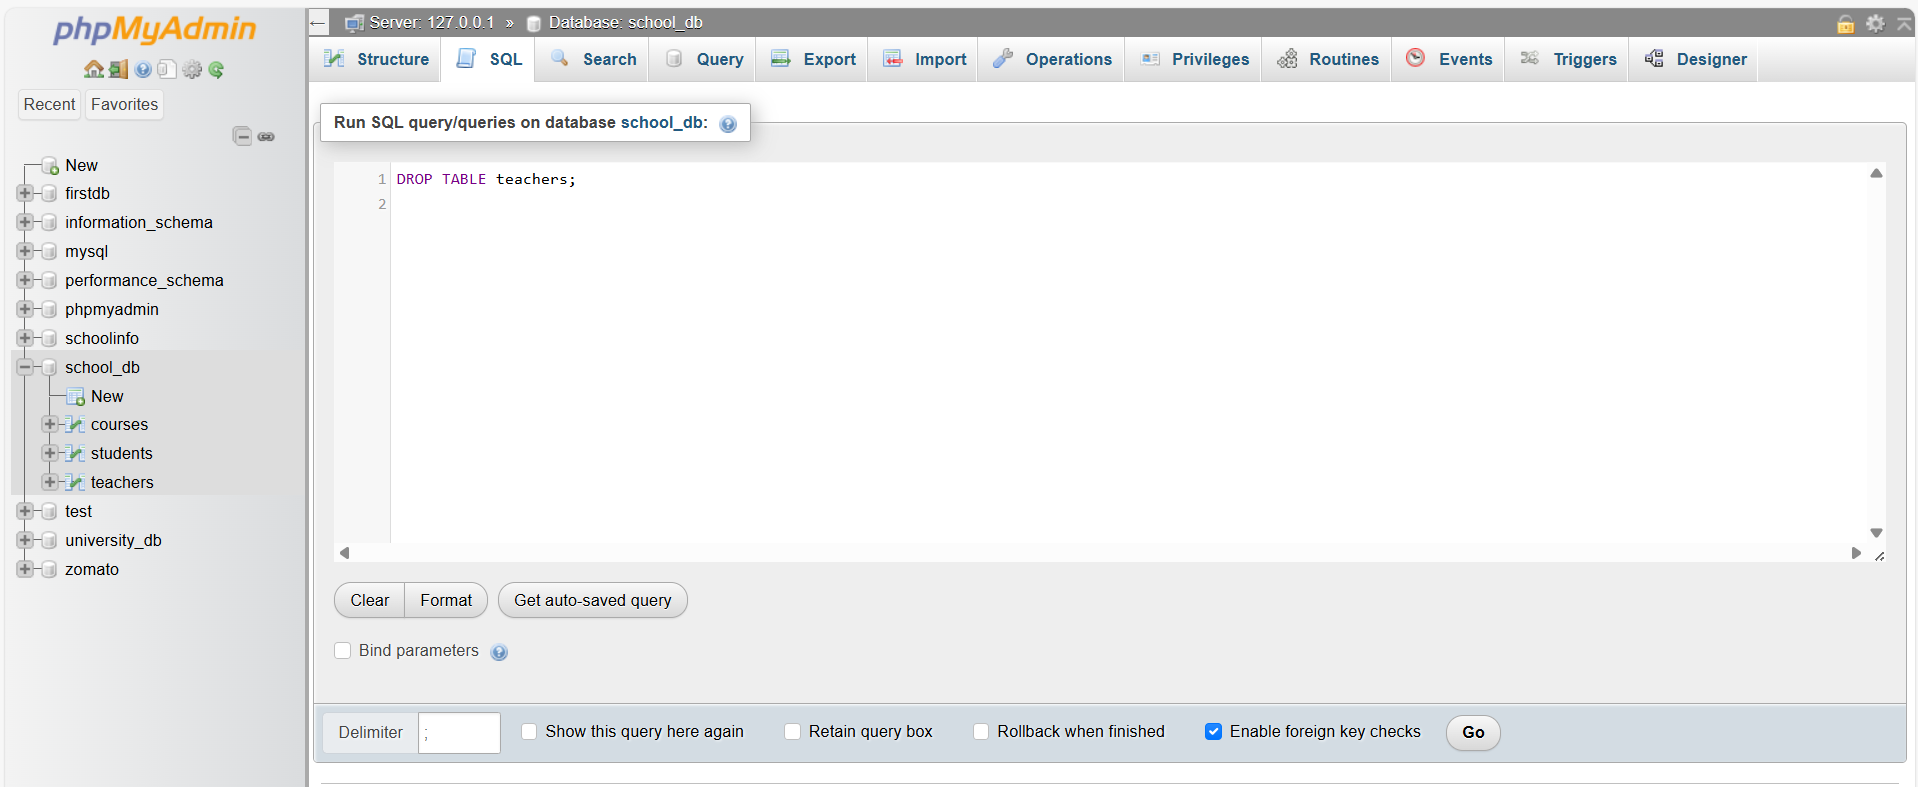 phpMyAdmin
Recent Favorites
New
firstdb
information_schema
mysql
performance_schema
phpmyadmin
schoolinfo
school_db
New
courses
students
teachers
test
university_db
zomato
Server: 127.0.0.1 » Database: school_db
Structure SQL Search Query Export Import Operations Privileges Routines Events Triggers Designer
Run SQL query/queries on database school_db:
1 DROP TABLE teachers;
2
Clear Format Get auto-saved query
Bind parameters
Delimiter ; Show this query here again Retain query box Rollback when finished Enable foreign key checks Go